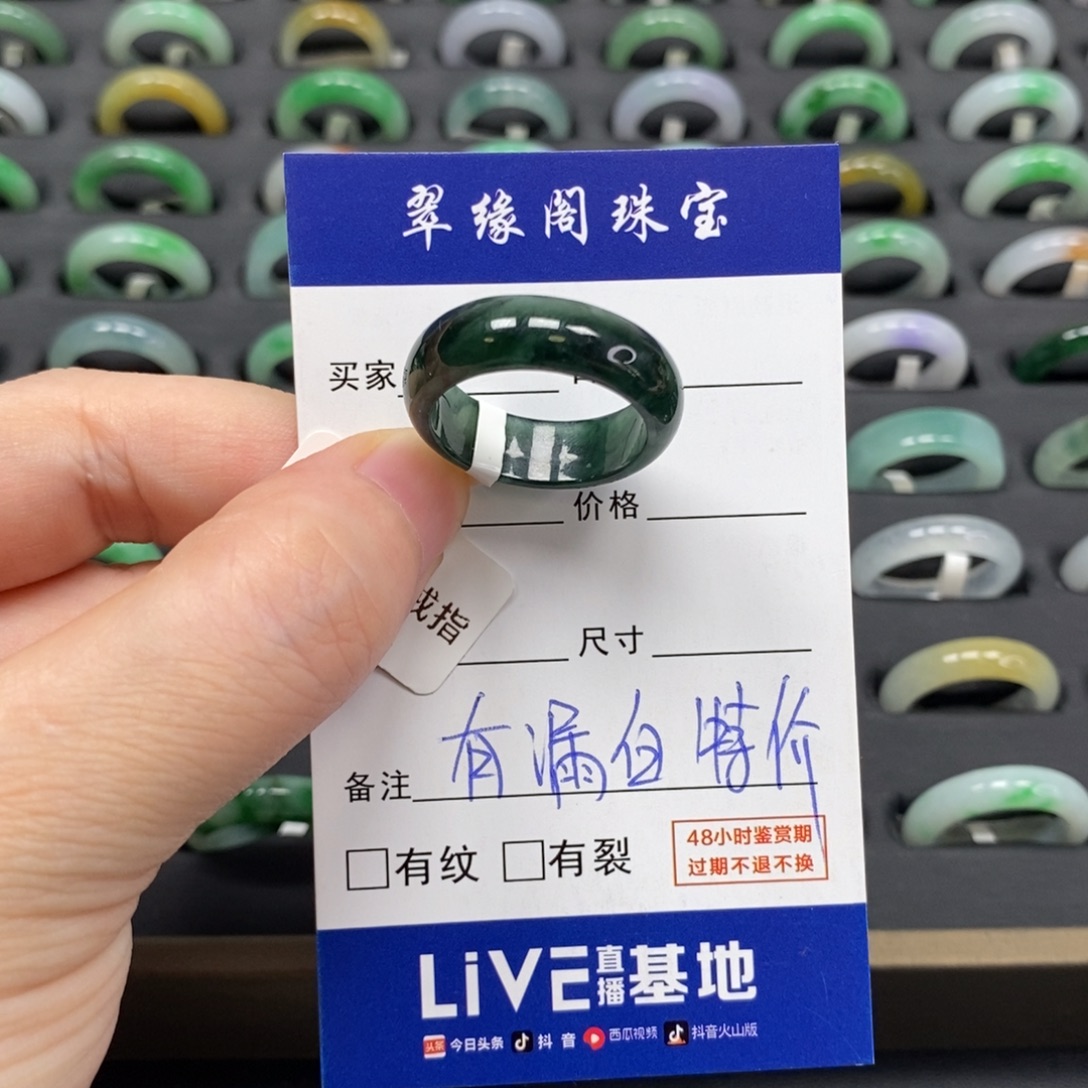 翠缘阁珠宝
买家
价格
戒指
尺寸
备注 有漏白 特价
□有纹 □有裂
48小时鉴赏期
过期不退不换
LiVE直播基地
头条 今日头条 抖音 西瓜视频 抖音火山版